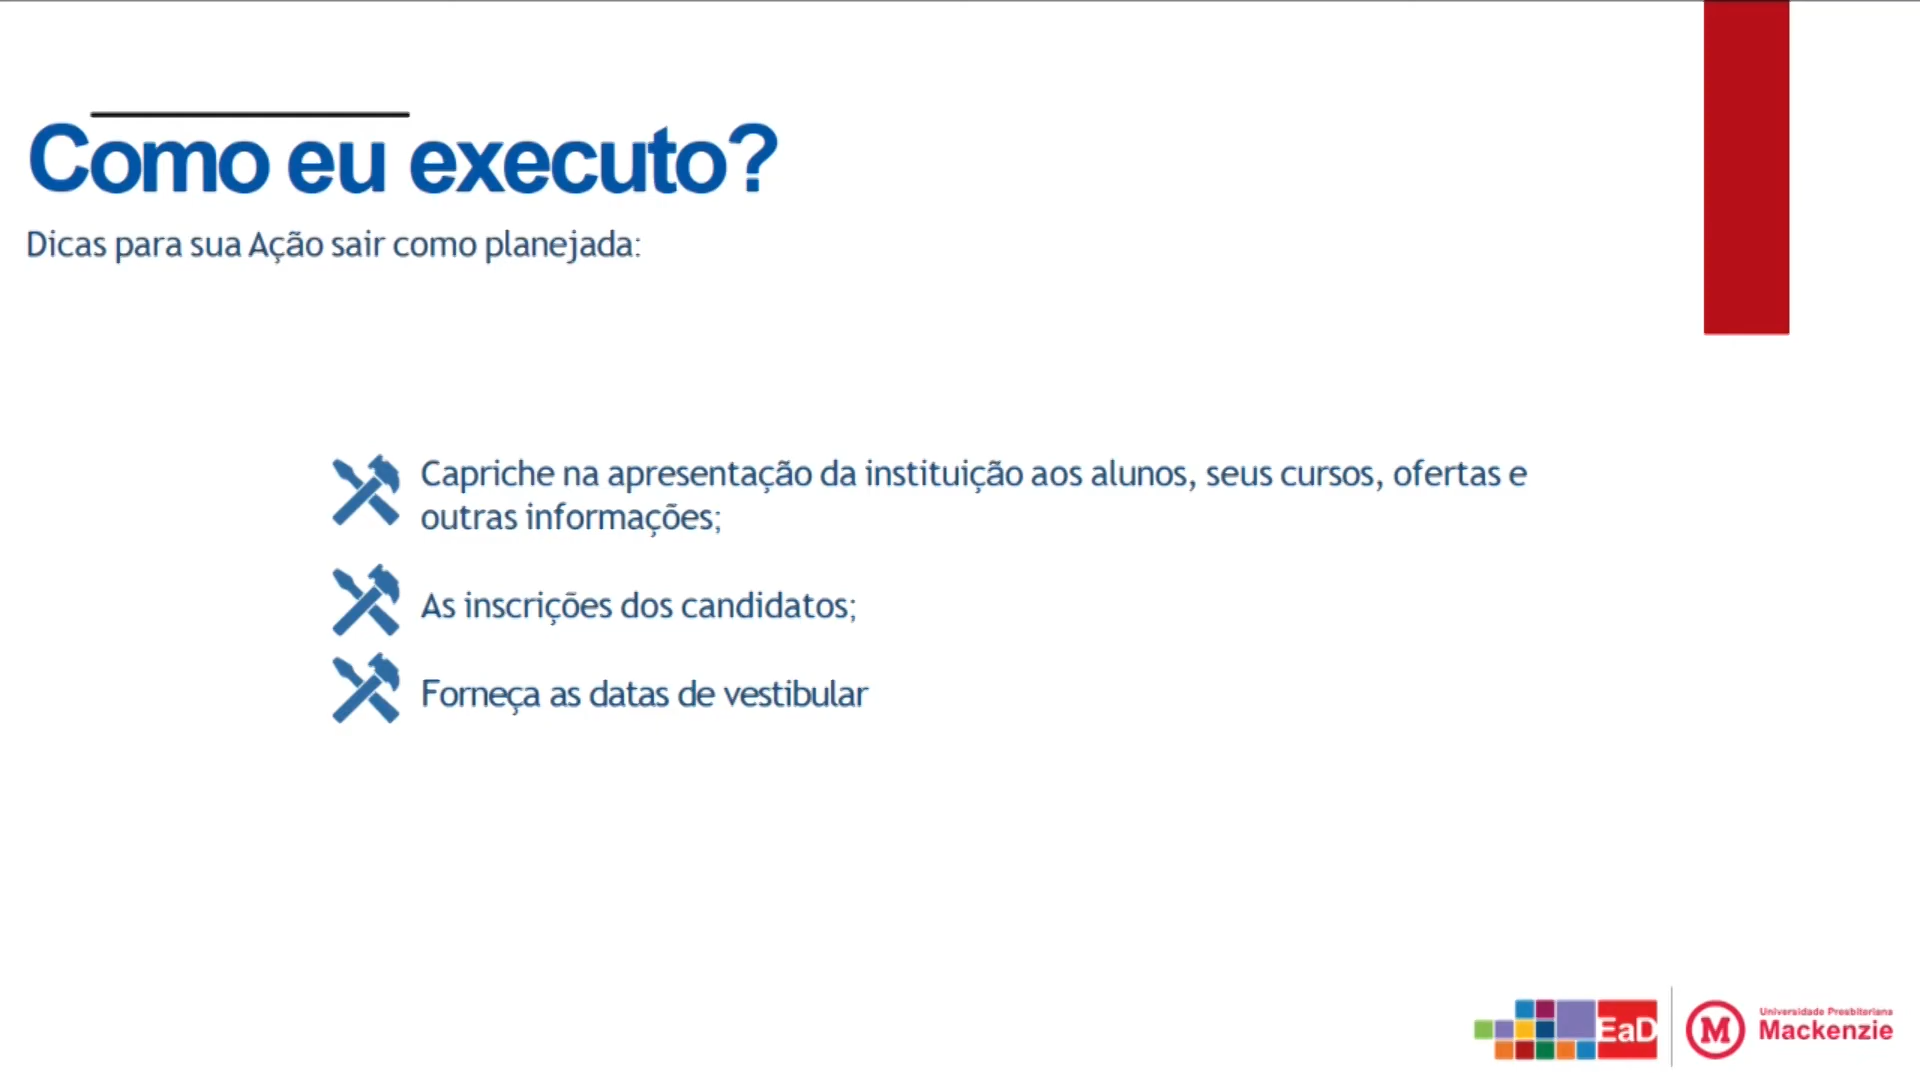 Como eu executo?
Dicas para sua Ação sair como planejada:
Capriche na apresentação da instituição aos alunos, seus cursos, ofertas e
outras informações;
As inscrições dos candidatos;
Forneça as datas de vestibular
EaD
M
Universidade Presbiteriana
Mackenzie